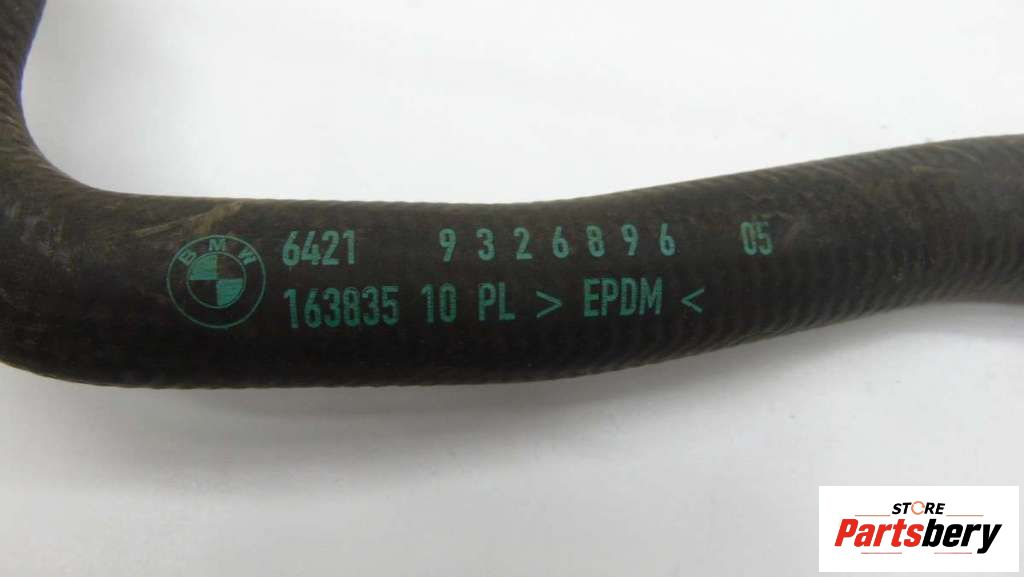 BMW
6421 9326896 05
163835 10 PL > EPDM <
STORE
Partsbery